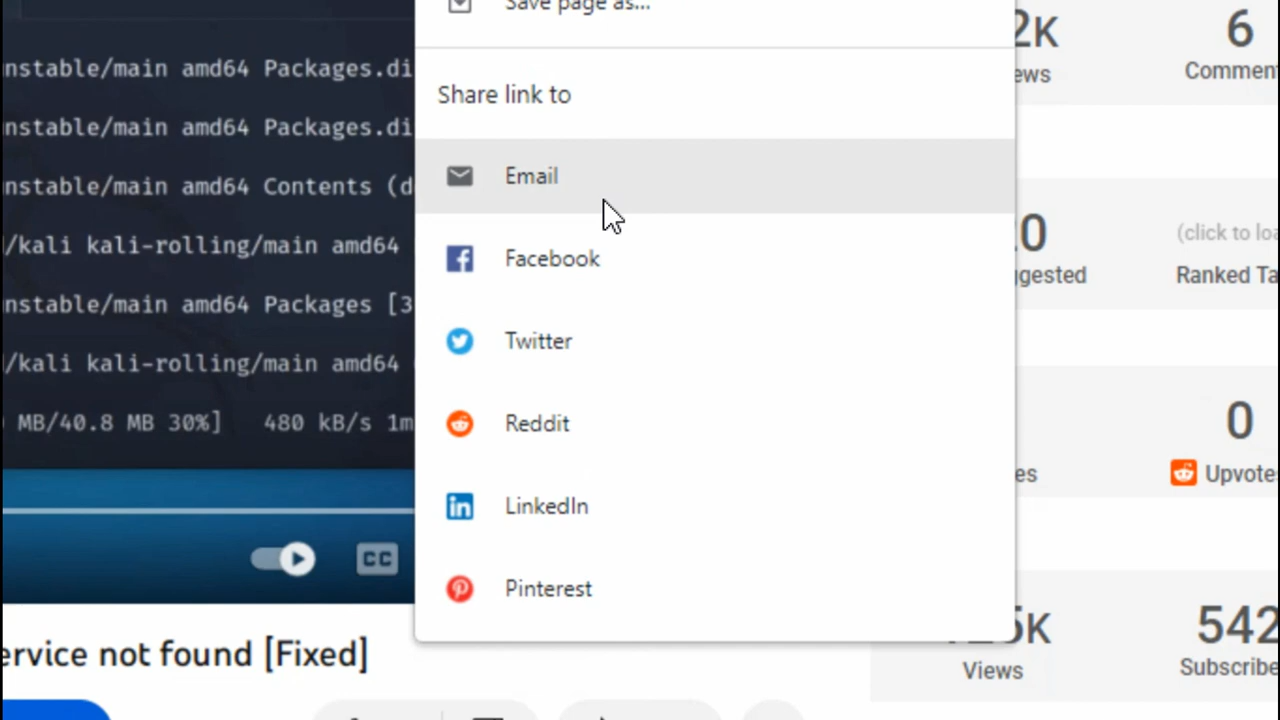 Save page as...
Share link to
Email
Facebook
Twitter
Reddit
LinkedIn
Pinterest
nstable/main amd64 Packages.di
nstable/main amd64 Packages.di
nstable/main amd64 Contents (d
/kali kali-rolling/main amd64
nstable/main amd64 Packages [3
/kali kali-rolling/main amd64
MB/40.8 MB 30%] 480 kB/s 1m
CC
ervice not found [Fixed]
2K
ews
6
Commen
0
ggested
(click to loa
Ranked Ta
es
0
Upvote
5K
Views
542
Subscribe